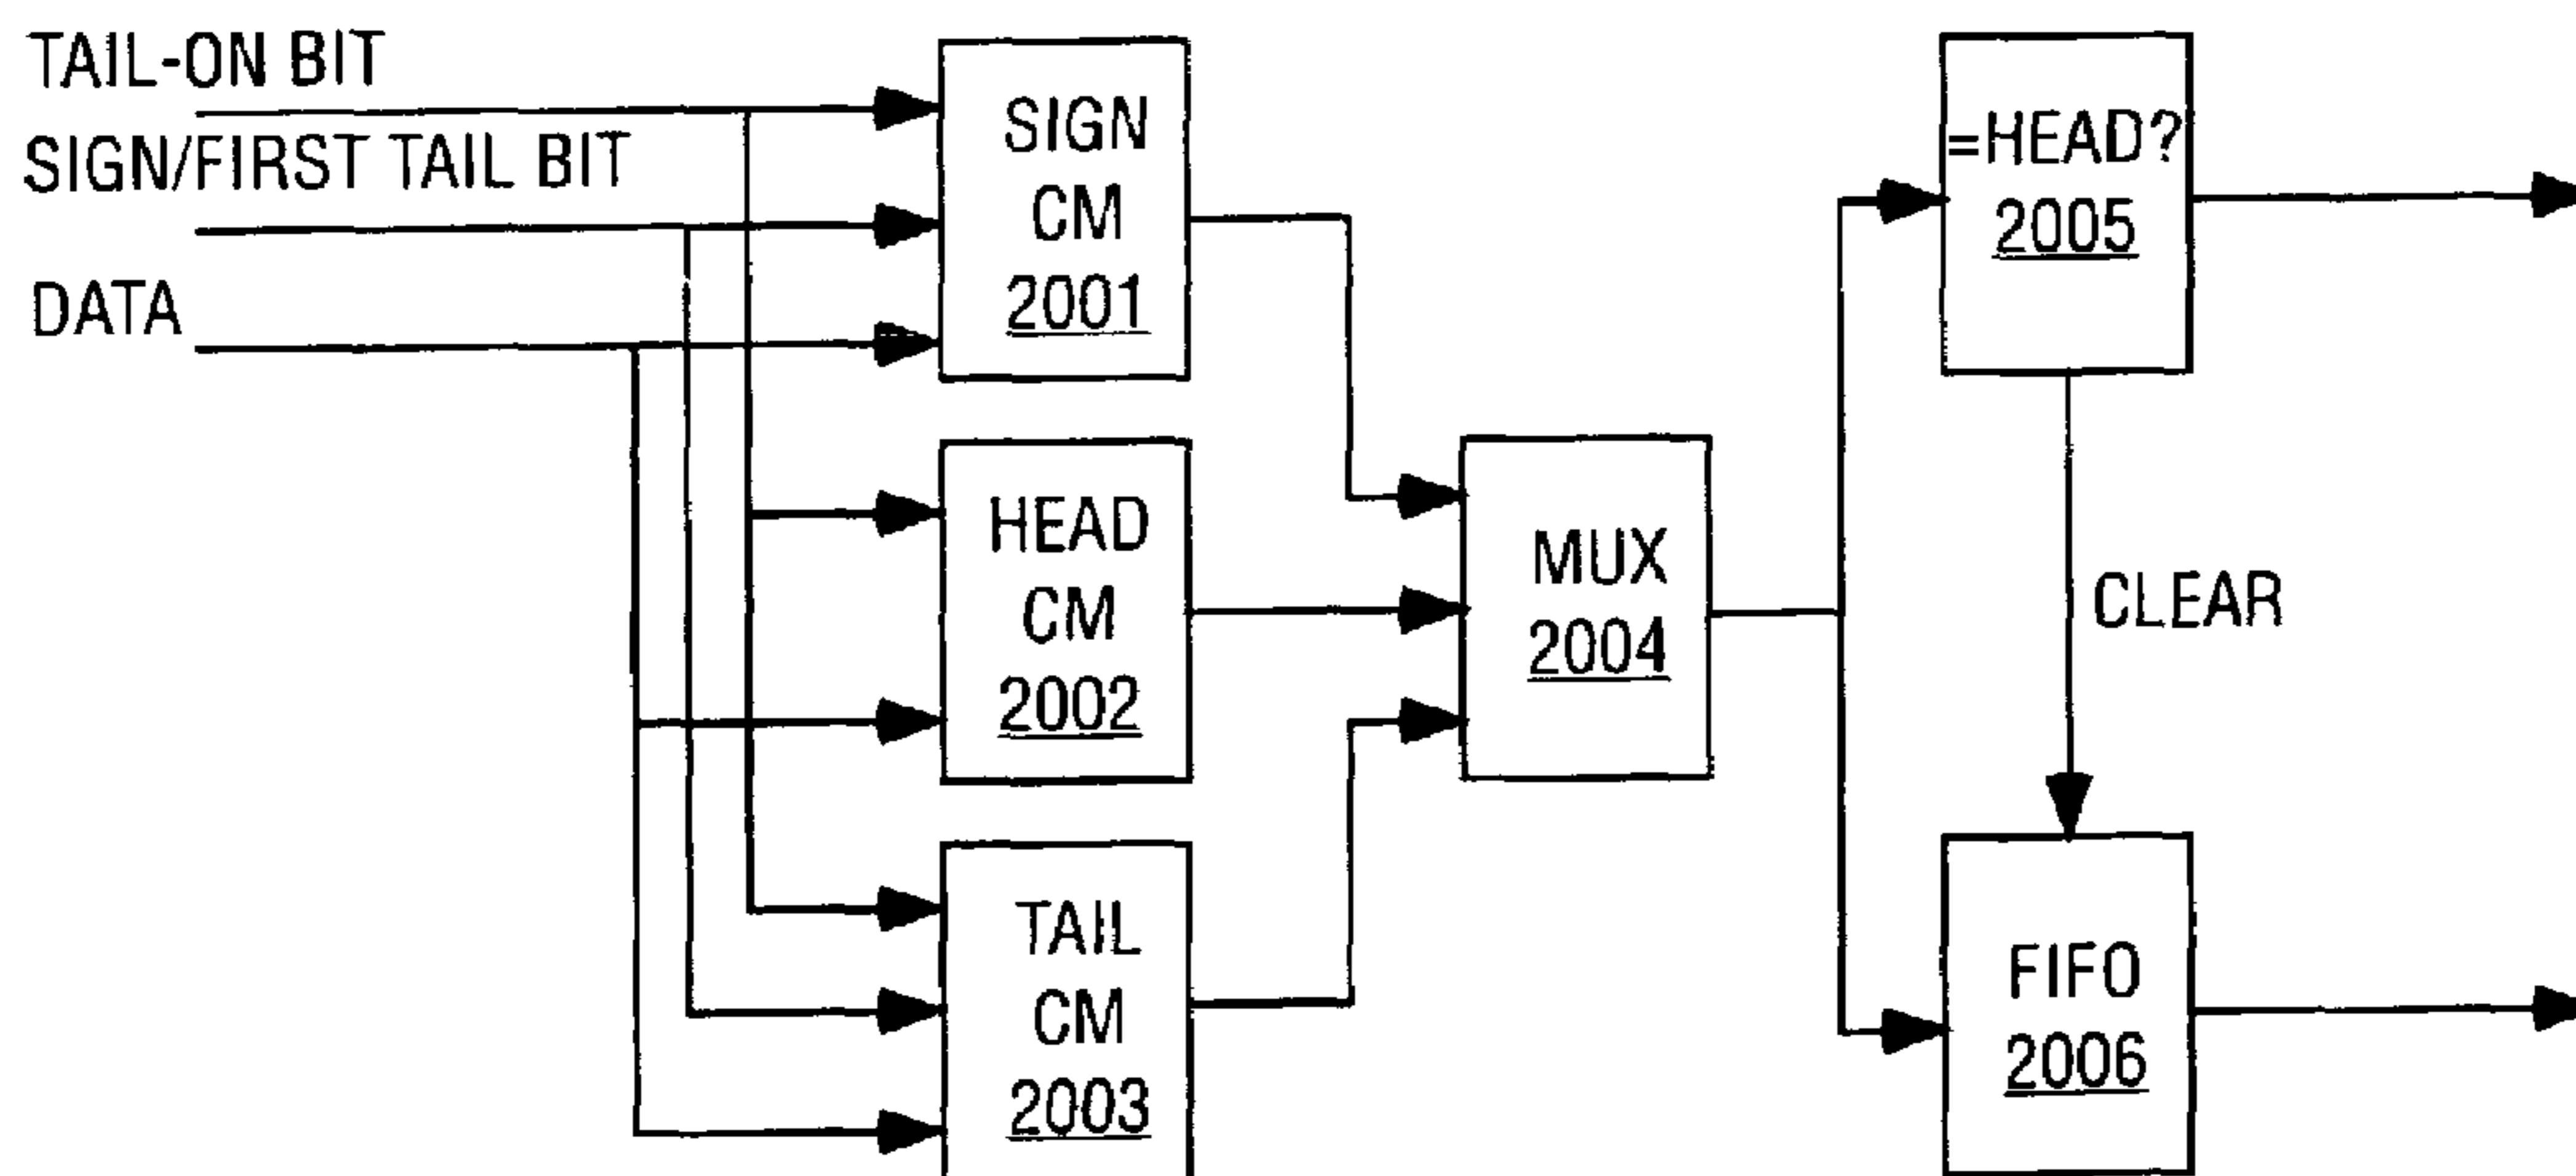 TAIL-ON BIT
SIGN/FIRST TAIL BIT
DATA
SIGN
CM
2001
HEAD
CM
2002
TAIL
CM
2003
MUX
2004
=HEAD?
2005
CLEAR
FIFO
2006